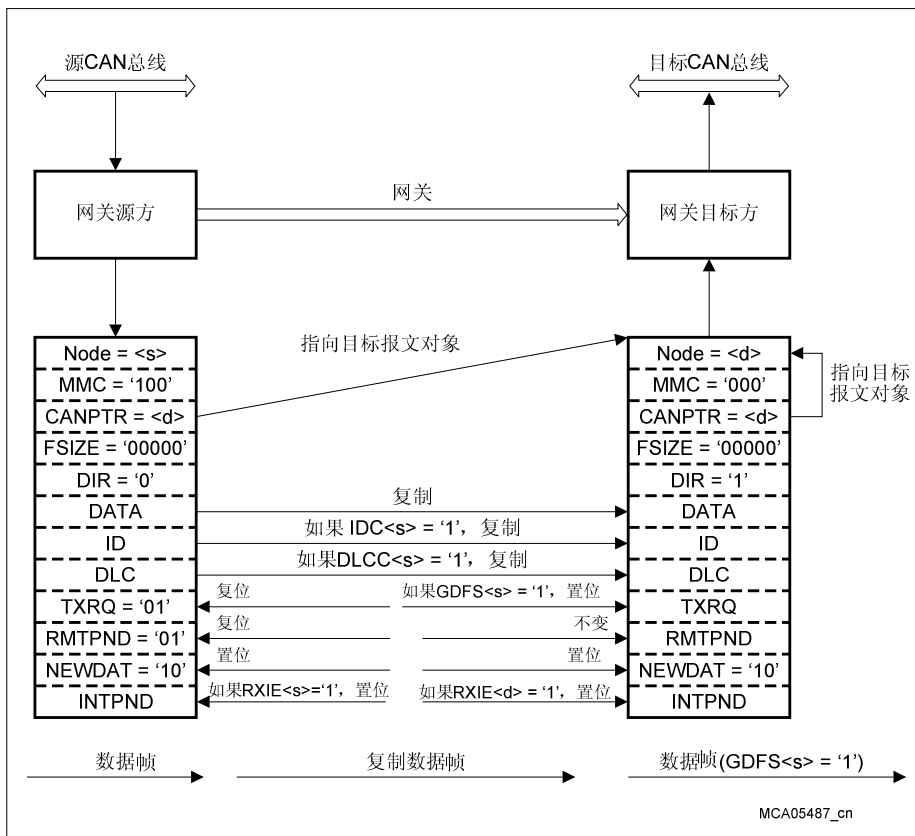 源CAN总线
目标CAN总线
网关源方
网关
网关目标方
指向目标报文对象
Node = <s>
MMC = ‘100’
CANPTR = <d>
FSIZE = ‘00000’
DIR = ‘0’
DATA
ID
DLC
TXRQ = ‘01’
RMTPND = ‘01’
NEWDAT = ‘10’
INTPND
复制
如果 IDC<s> = ‘1’，复制
如果DLCC<s> = ‘1’，复制
复位
如果GDFS<s> = ‘1’，置位
复位
不变
置位
置位
如果RXIE<s>=‘1’，置位
如果RXIE<d> = ‘1’，置位
Node = <d>
MMC = ‘000’
CANPTR = <d>
FSIZE = ‘00000’
DIR = ‘1’
DATA
ID
DLC
TXRQ
RMTPND
NEWDAT = ‘10’
INTPND
指向目标
报文对象
数据帧
复制数据帧
数据帧(GDFS<s> = ‘1’)
MCA05487_cn